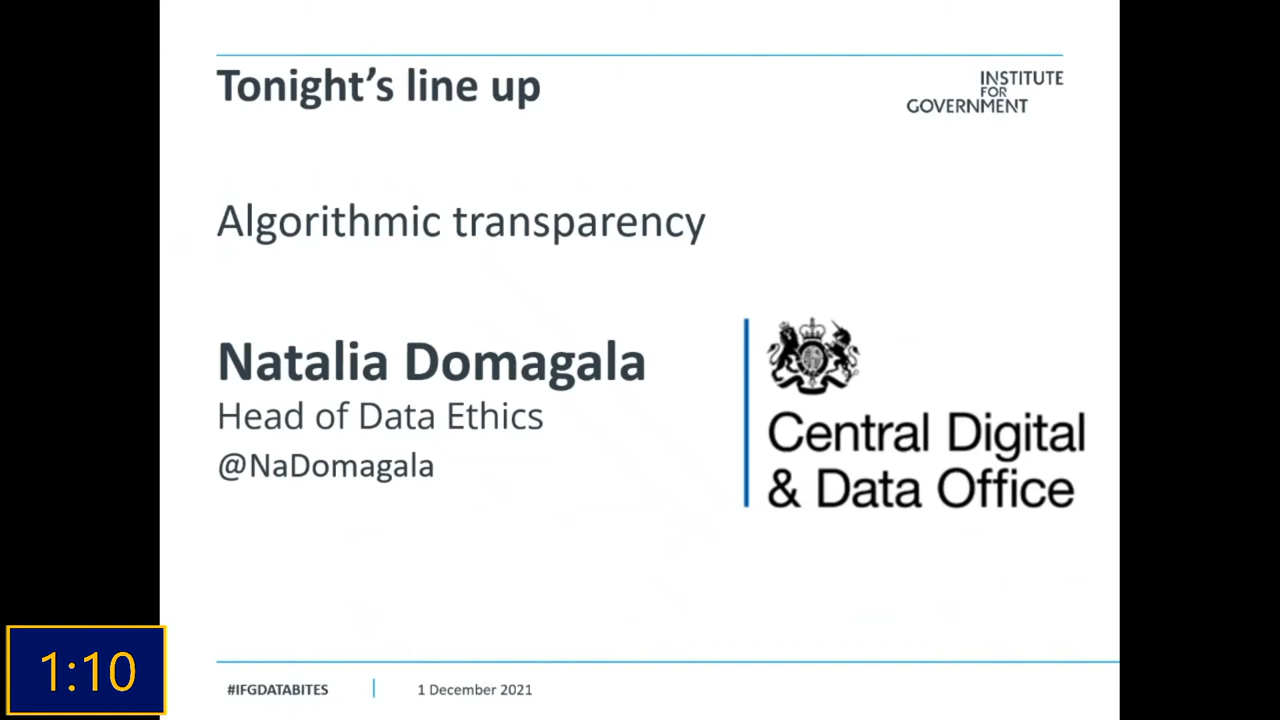 Tonight’s line up
INSTITUTE
FOR
GOVERNMENT
Algorithmic transparency
Natalia Domagala
Head of Data Ethics
@NaDomagala
Central Digital
& Data Office
1:10
#IFGDATABITES
1 December 2021